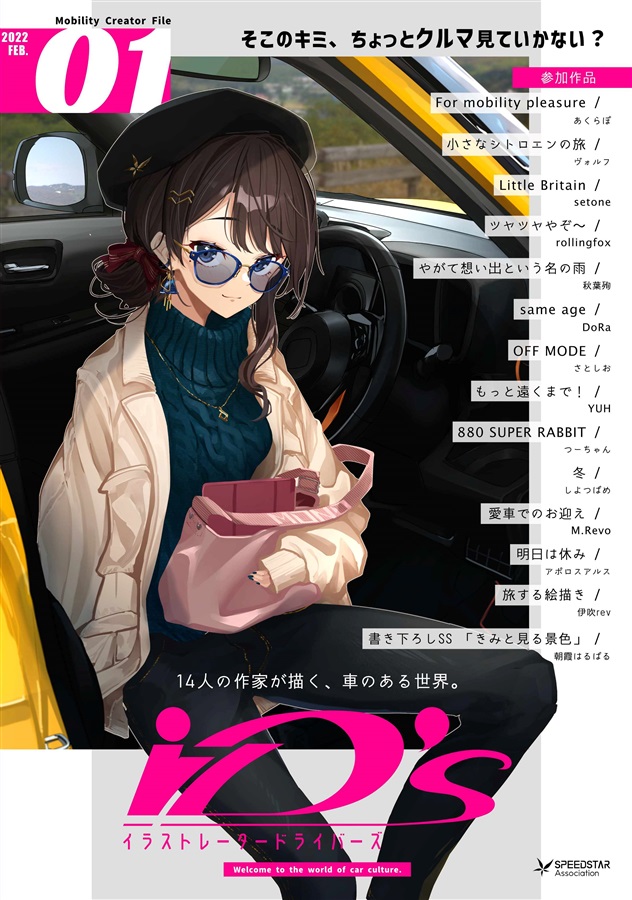 Mobility Creator File
2022
FEB.
01
そこのキミ、ちょっとクルマ見ていかない？
参加作品
For mobility pleasure /
あくらぼ
小さなシトロエンの旅 /
ヴォルフ
Little Britain /
setone
ツヤツヤやぞ～ /
rollingfox
やがて想い出という名の雨 /
秋葉殉
same age /
DoRa
OFF MODE /
さとしお
もっと遠くまで！ /
YUH
880 SUPER RABBIT /
つーちゃん
冬 /
しよつばめ
愛車でのお迎え /
M.Revo
明日は休み /
アポロスアルス
旅する絵描き /
伊吹rev
書き下ろしSS 「きみと見る景色」 /
朝霞はるばる
14人の作家が描く、車のある世界。
iD's
イラストレータードライバーズ
Welcome to the world of car culture.
SPEEDSTAR
Association